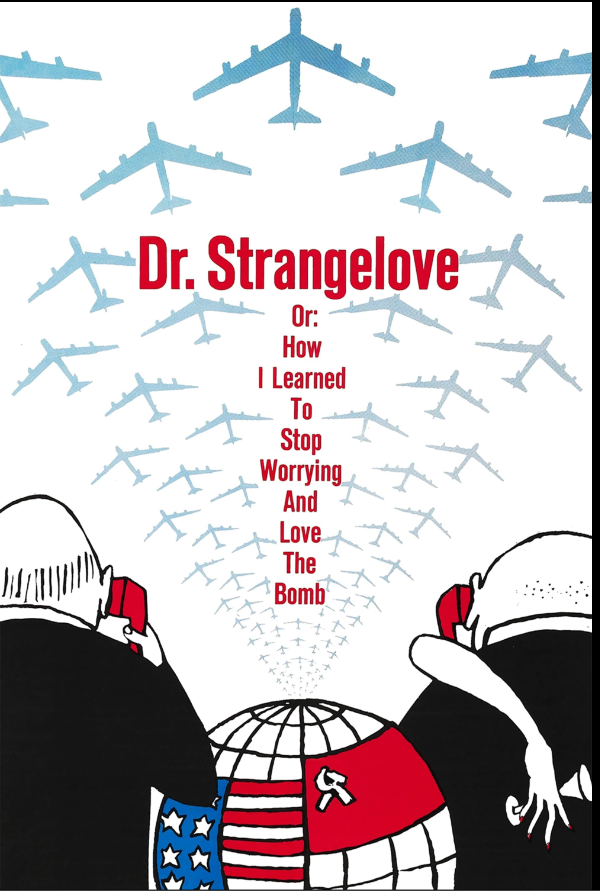 Dr. Strangelove
Or:
How
I Learned
To
Stop
Worrying
And
Love
The
Bomb